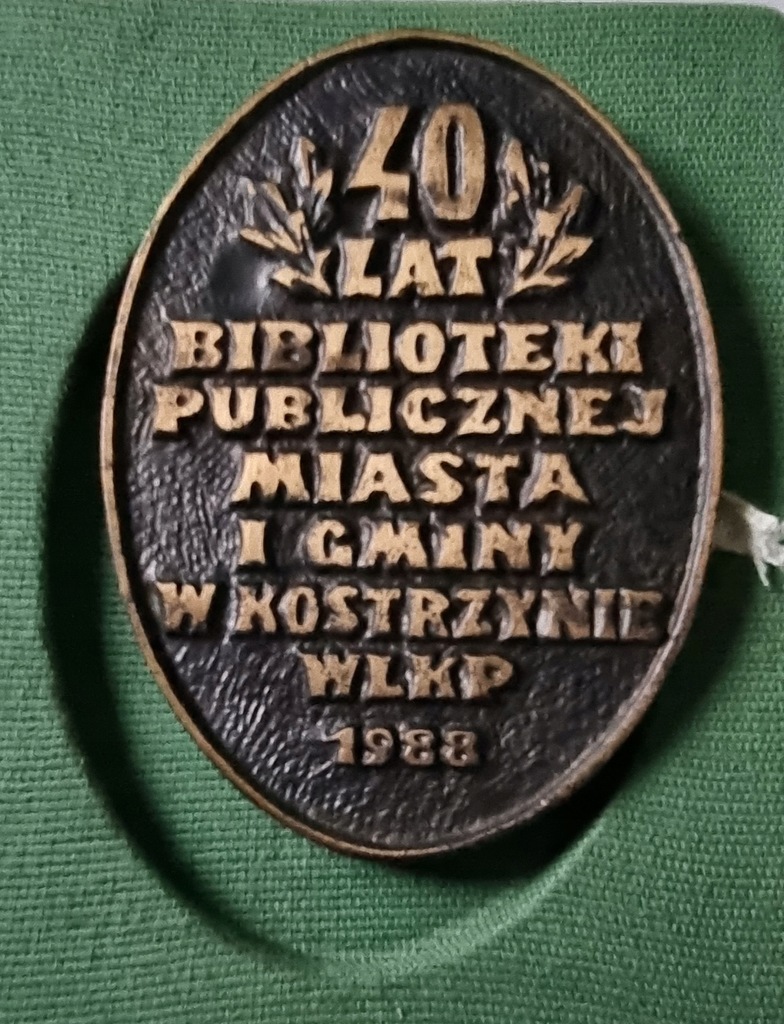 40
LAT
BIBLIOTEKI
PUBLICZNEJ
MIASTA
I GMINY
W KOSTRZYNIE
WLKP
1988